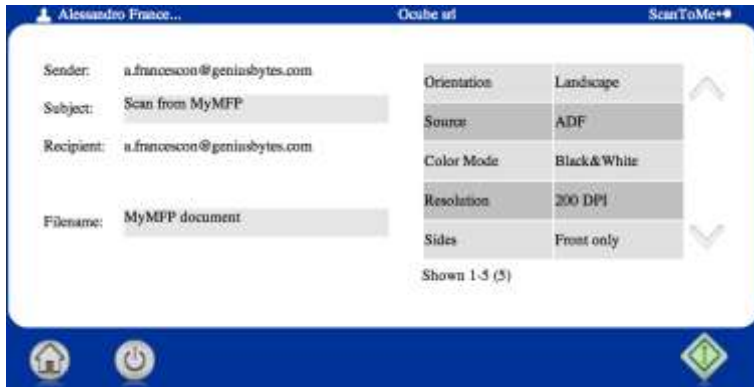 Alessandro France...
Ocube srl
ScanToMe
Sender: a.francescon@geniusbytes.com
Subject: Scan from MyMFP
Recipient: a.francescon@geniusbytes.com
Filename: MyMFP document
Orientation Landscape
Source ADF
Color Mode Black&White
Resolution 200 DPI
Sides Front only
Shown 1-5 (5)